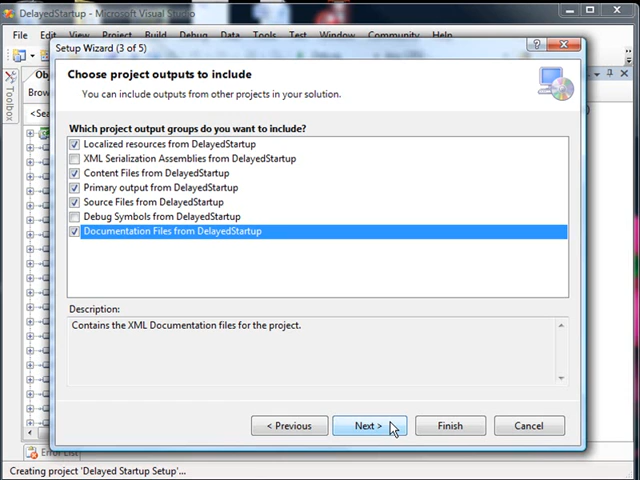 DelayedStartup - Microsoft Visual Studio
File Edit View Project Build Debug Data Tools Test Window Community Help
Setup Wizard (3 of 5)
Choose project outputs to include
You can include outputs from other projects in your solution.
Toolbox
Which project output groups do you want to include?
Localized resources from DelayedStartup
XML Serialization Assemblies from DelayedStartup
Content Files from DelayedStartup
Primary output from DelayedStartup
Source Files from DelayedStartup
Debug Symbols from DelayedStartup
Documentation Files from DelayedStartup
Description:
Contains the XML Documentation files for the project.
< Previous Next > Finish Cancel
Error List
Creating project 'Delayed Startup Setup'...